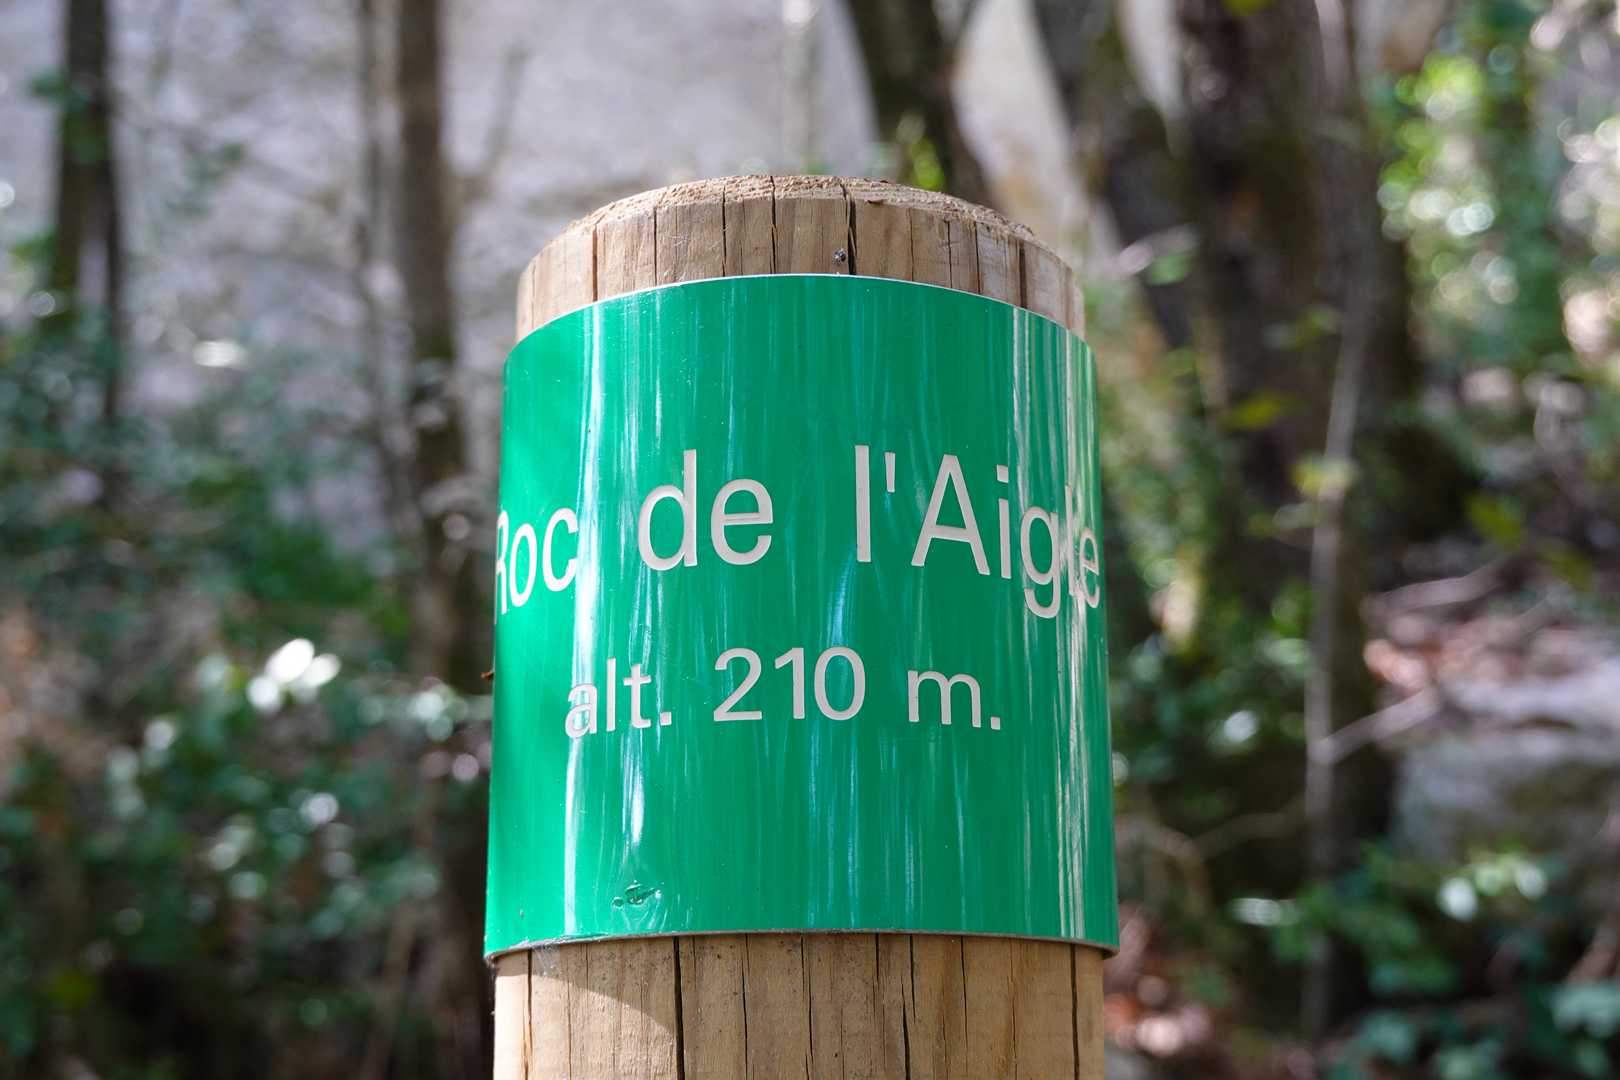 Roc de l'Aigle
alt. 210 m.